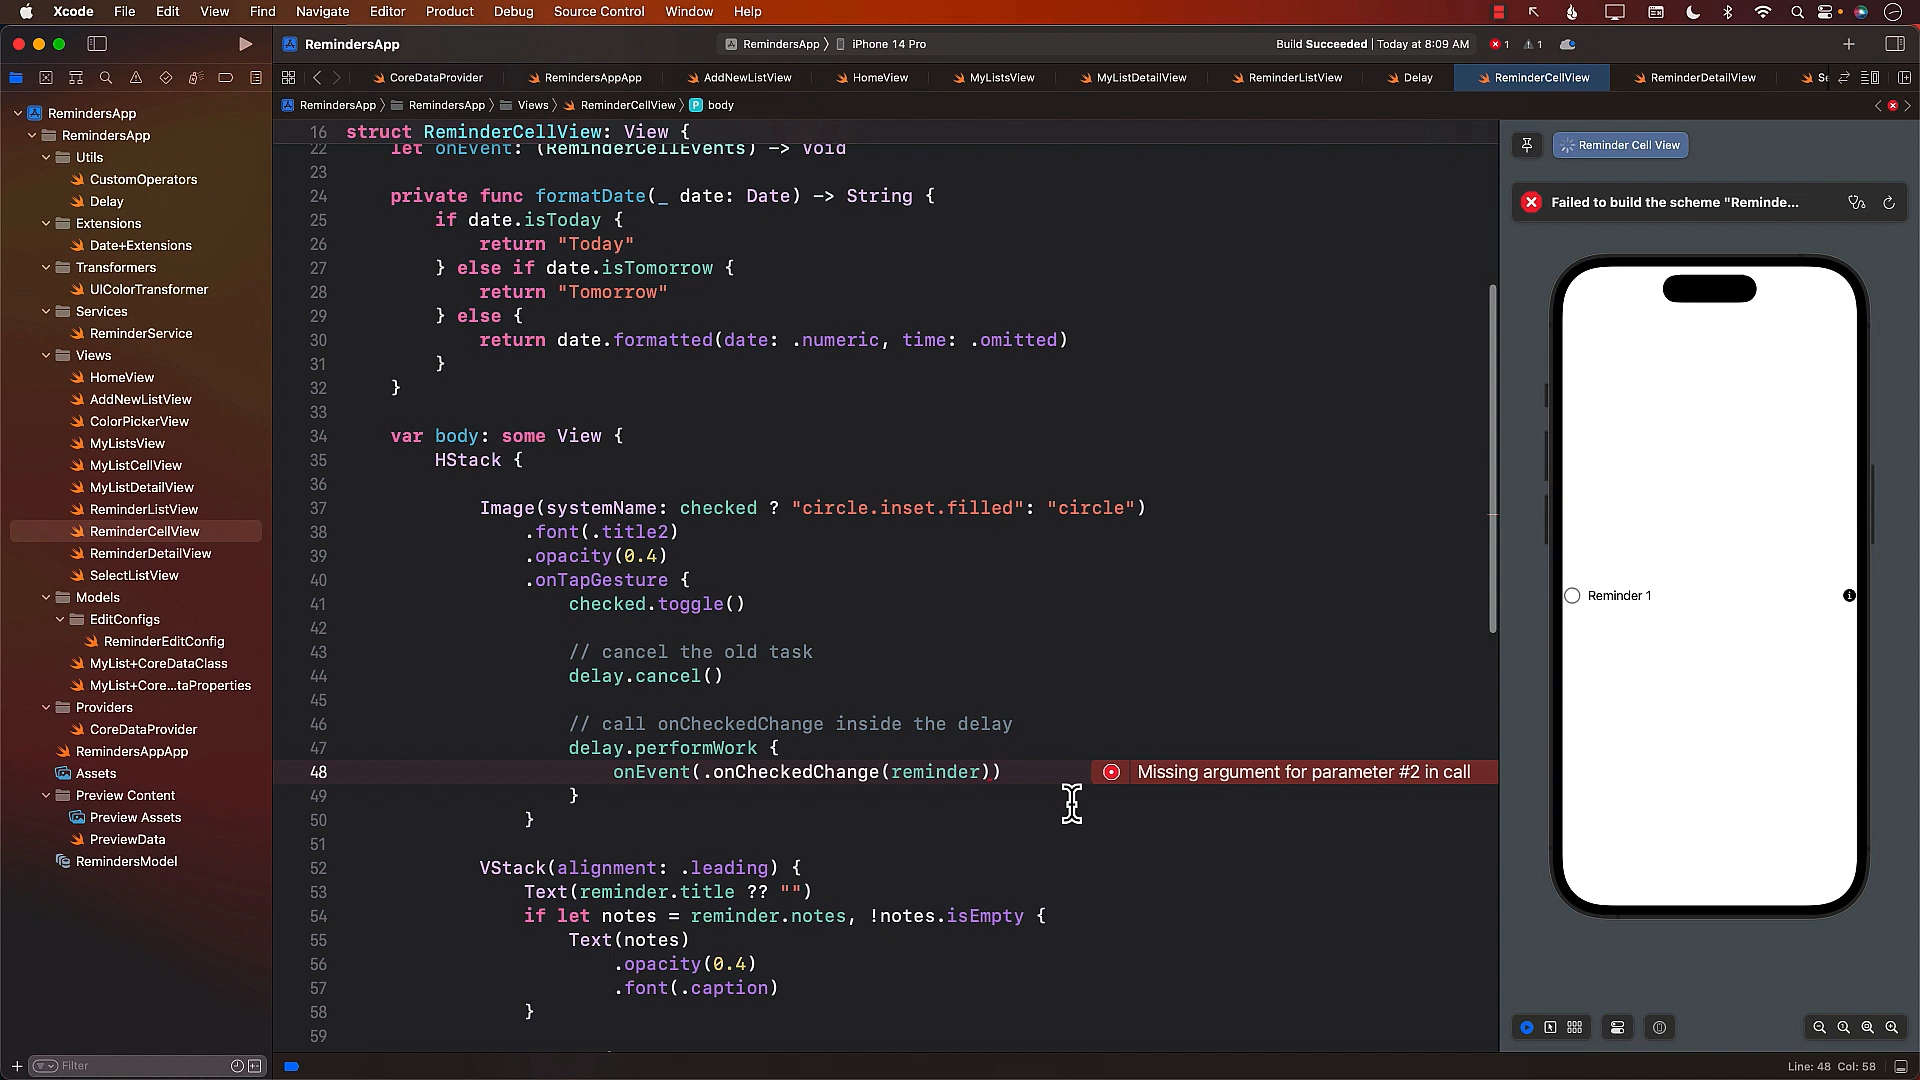 Xcode File Edit View Find Navigate Editor Product Debug Source Control Window Help
RemindersApp
RemindersApp 〉 iPhone 14 Pro
Build Succeeded | Today at 8:09 AM
1
1
CoreDataProvider RemindersAppApp AddNewListView HomeView MyListsView MyListDetailView ReminderListView Delay ReminderCellView ReminderDetailView
RemindersApp 〉 RemindersApp 〉 Views 〉 ReminderCellView 〉 P body
RemindersApp
RemindersApp
Utils
CustomOperators
Delay
Extensions
Date+Extensions
Transformers
UIColorTransformer
Services
ReminderService
Views
HomeView
AddNewListView
ColorPickerView
MyListsView
MyListCellView
MyListDetailView
ReminderListView
ReminderCellView
ReminderDetailView
SelectListView
Models
EditConfigs
ReminderEditConfig
MyList+CoreDataClass
MyList+Core...taProperties
Providers
CoreDataProvider
RemindersAppApp
Assets
Preview Content
Preview Assets
PreviewData
RemindersModel
Filter
16 struct ReminderCellView: View {
22 let onEvent: (ReminderCellEvents) -> Void
23
24 private func formatDate(_ date: Date) -> String {
25 if date.isToday {
26 return "Today"
27 } else if date.isTomorrow {
28 return "Tomorrow"
29 } else {
30 return date.formatted(date: .numeric, time: .omitted)
31 }
32 }
33
34 var body: some View {
35 HStack {
36
37 Image(systemName: checked ? "circle.inset.filled": "circle")
38 .font(.title2)
39 .opacity(0.4)
40 .onTapGesture {
41 checked.toggle()
42
43 // cancel the old task
44 delay.cancel()
45
46 // call onCheckedChange inside the delay
47 delay.performWork {
48 onEvent(.onCheckedChange(reminder)) Missing argument for parameter #2 in call
49 }
50 }
51
52 VStack(alignment: .leading) {
53 Text(reminder.title ?? "")
54 if let notes = reminder.notes, !notes.isEmpty {
55 Text(notes)
56 .opacity(0.4)
57 .font(.caption)
58 }
59
Reminder Cell View
Failed to build the scheme "Reminde...
Reminder 1
Line: 48 Col: 58